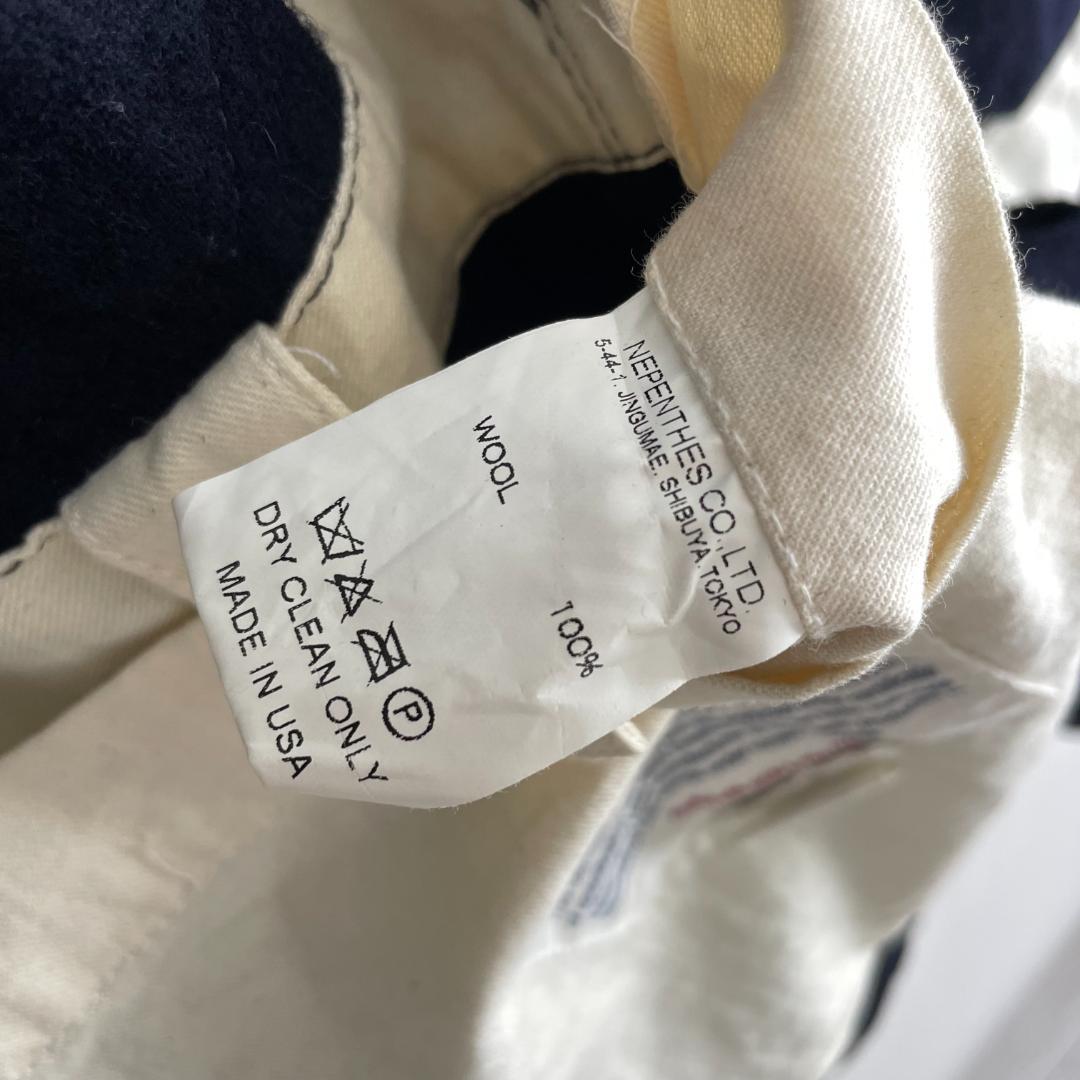 NEPENTHES CO.,LTD.
5-44-1, JINGUMAE, SHIBUYA,TOKYO
WOOL 100%
P
DRY CLEAN ONLY
MADE IN USA